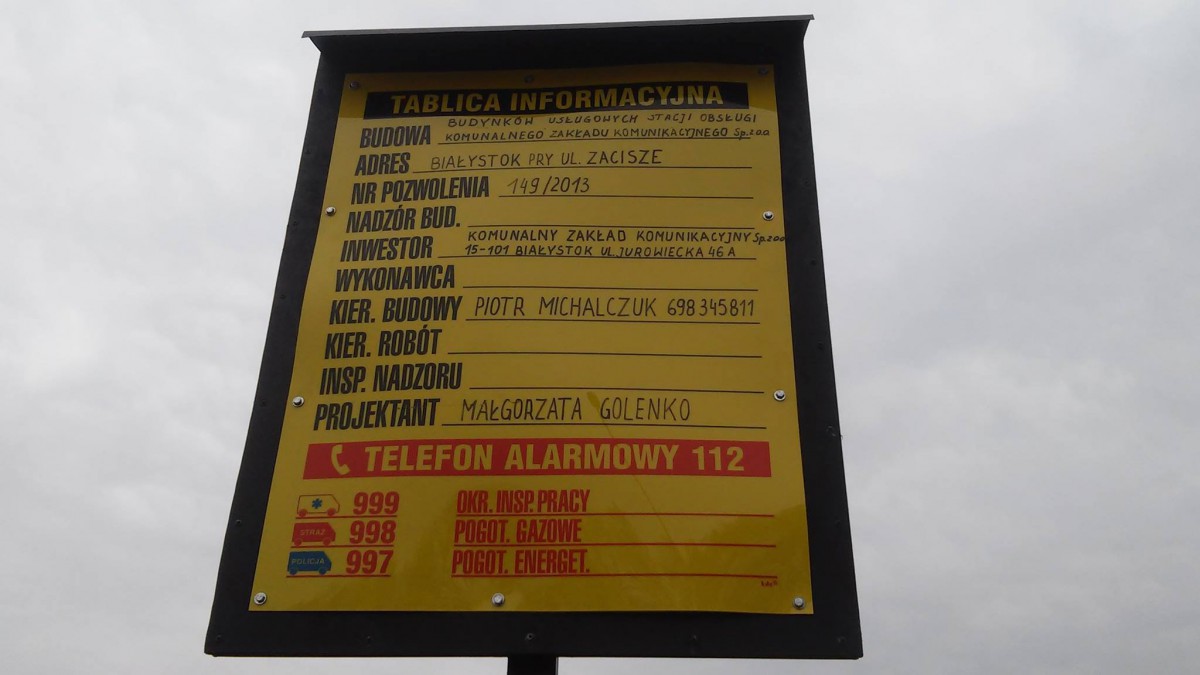 TABLICA INFORMACYJNA
BUDYNKÓW USŁUGOWYCH STACJI OBSŁUGI
BUDOWA KOMUNALNEGO ZAKŁADU KOMUNIKACYJNEGO Sp.z o.o
ADRES BIAŁYSTOK PRY UL. ZACISZE
NR POZWOLENIA 149/2013
NADZÓR BUD.
KOMUNALNY ZAKŁAD KOMUNIKACYJNY Sp.z o.o
INWESTOR 15-101 BIAŁYSTOK UL.JUROWIECKA 46 A
WYKONAWCA
KIER. BUDOWY PIOTR MICHALCZUK 698345811
KIER. ROBÓT
INSP. NADZORU
PROJEKTANT MAŁGORZATA GOLENKO
TELEFON ALARMOWY 112
999 OKR. INSP. PRACY
STRAŻ 998 POGOT. GAZOWE
POLICJA 997 POGOT. ENERGET.